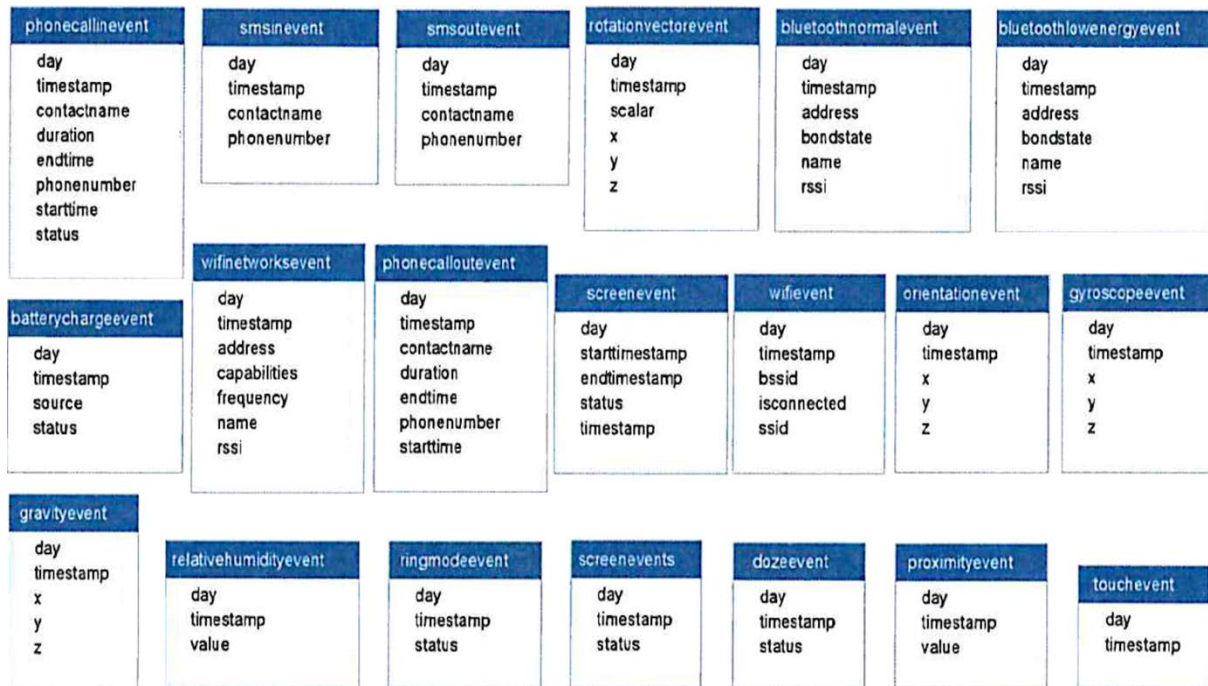 phonecallinevent
day
timestamp
contactname
duration
endtime
phonenumber
starttime
status
smsinevent
day
timestamp
contactname
phonenumber
smsoutevent
day
timestamp
contactname
phonenumber
rotationvectorevent
day
timestamp
scalar
x
y
z
bluetoothnormalevent
day
timestamp
address
bondstate
name
rssi
bluetoothlowenergyevent
day
timestamp
address
bondstate
name
rssi
batterychargeevent
day
timestamp
source
status
wifinetworksevent
day
timestamp
address
capabilities
frequency
name
rssi
phonecalloutevent
day
timestamp
contactname
duration
endtime
phonenumber
starttime
screenevent
day
starttimestamp
endtimestamp
status
timestamp
wifievent
day
timestamp
bssid
isconnected
ssid
orientationevent
day
timestamp
x
y
z
gyroscopeevent
day
timestamp
x
y
z
gravityevent
day
timestamp
x
y
z
relativehumidityevent
day
timestamp
value
ringmodeevent
day
timestamp
status
screenevents
day
timestamp
status
dozeevent
day
timestamp
status
proximityevent
day
timestamp
value
touchevent
day
timestamp